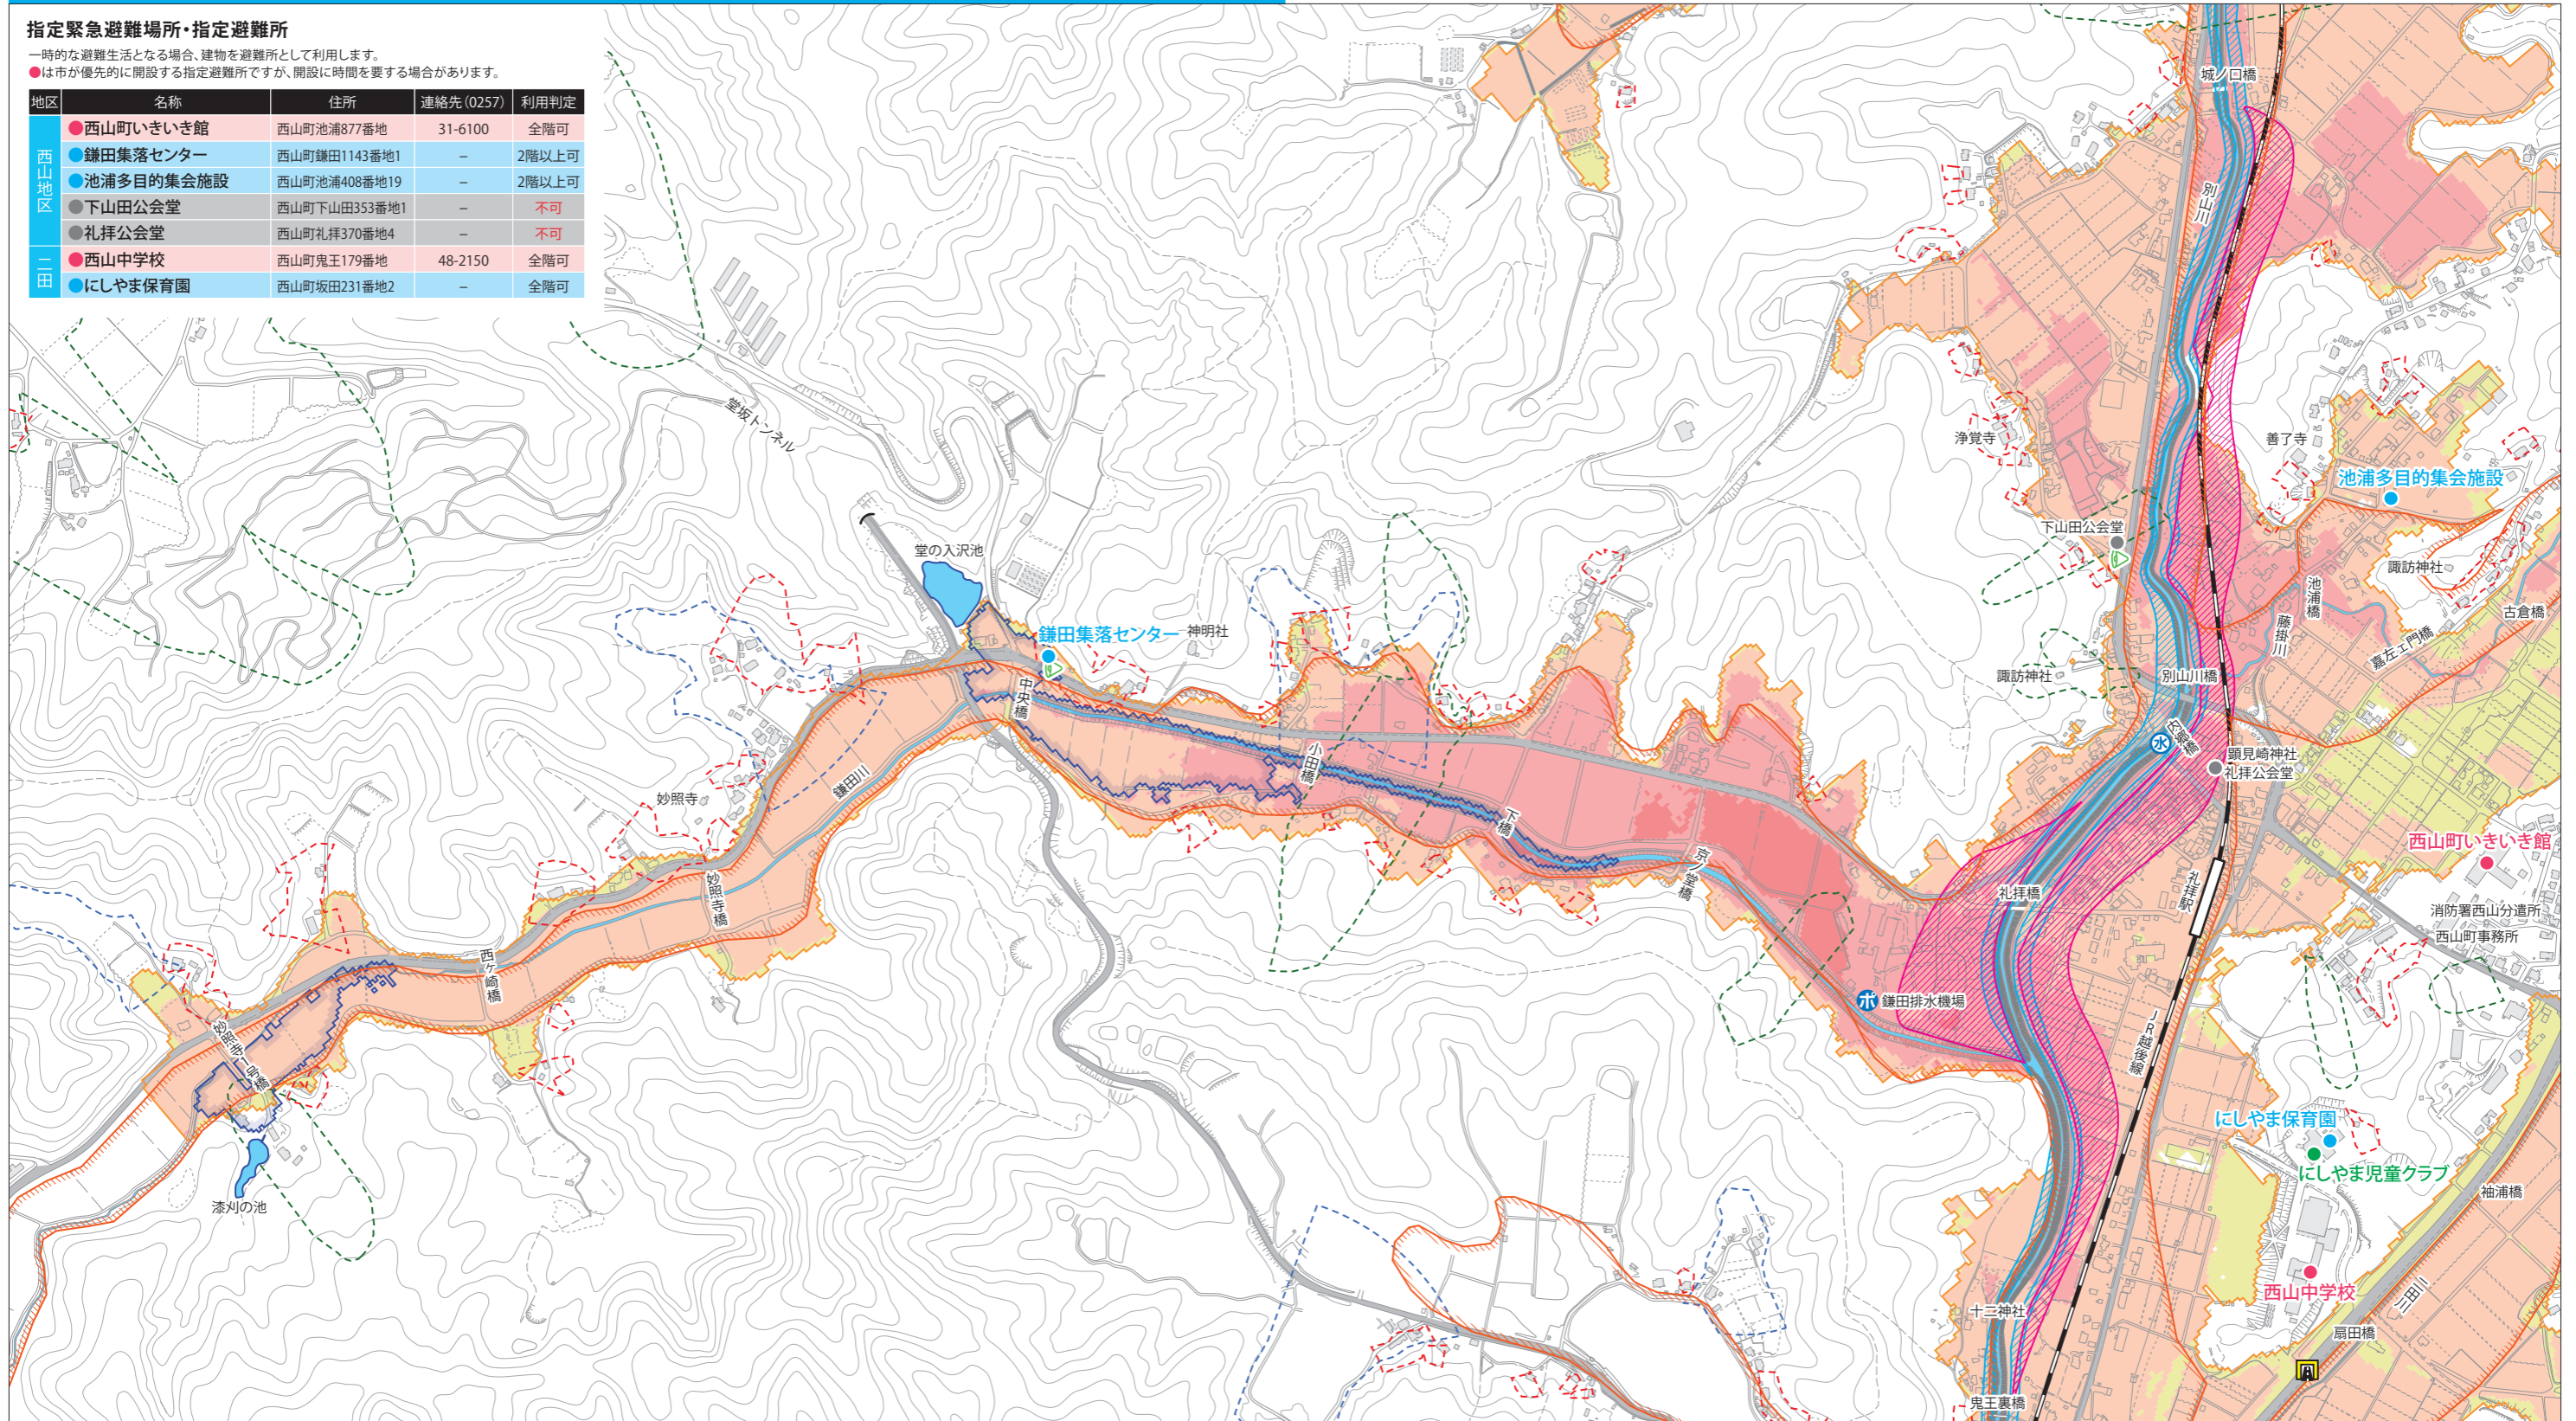 指定緊急避難場所・指定避難所
一時的な避難生活となる場合、建物を避難所として利用します。
●は市が優先的に開設する指定避難所ですが、開設に時間を要する場合があります。
地区 名称 住所 連絡先(0257) 利用判定
西山地区
●西山町いきいき館 西山町池浦877番地 31-6100 全階可
●鎌田集落センター 西山町鎌田1143番地1 − 2階以上可
●池浦多目的集会施設 西山町池浦408番地19 − 2階以上可
●下山田公会堂 西山町下山田353番地1 − 不可
●礼拝公会堂 西山町礼拝370番地4 − 不可
二田
●西山中学校 西山町鬼王179番地 48-2150 全階可
●にしやま保育園 西山町坂田231番地2 − 全階可
城ノ口橋
別山川
堂坂トンネル
浄覚寺
善了寺
池浦多目的集会施設
下山田公会堂
堂の入沢池
諏訪神社
池浦橋
古倉橋
藤掛川
嘉左エ門橋
鎌田集落センター
神明社
諏訪神社
別山川橋
中央橋
内郷橋
水
小田橋
顕見崎神社
礼拝公会堂
鎌田川
妙照寺
下橋
西山町いきいき館
京ノ堂橋
礼拝橋
礼拝駅
妙照寺橋
消防署西山分遣所
西山町事務所
西ヶ崎橋
ポ
鎌田排水機場
妙照寺1号橋
JR越後線
にしやま保育園
にしやま児童クラブ
袖浦橋
漆刈の池
西山中学校
二田川
十二神社
扇田橋
鬼王裏橋